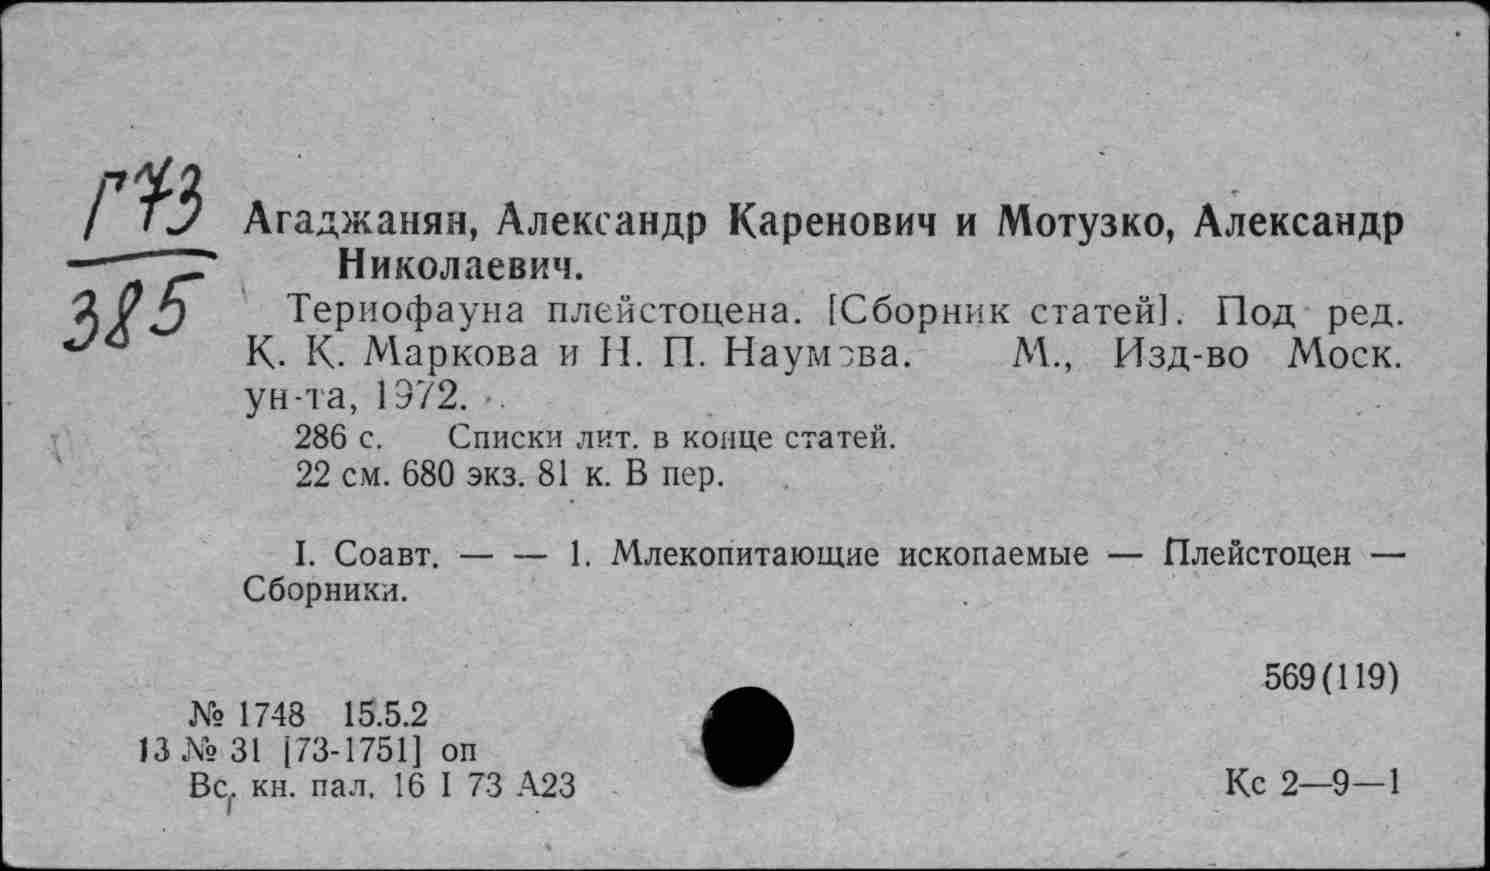 Г73
385
Агаджанян, Александр Каренович и Мотузко, Александр
Николаевич.
Териофауна плейстоцена. [Сборник статей]. Под ред.
К. К. Маркова и Н. П. Наумова. М., Изд-во Моск.
ун-та, 1972.
286 с. Списки лит. в конце статей.
22 см. 680 экз. 81 к. В пер.
I. Соавт. — — 1. Млекопитающие ископаемые — Плейстоцен —
Сборники.
569(119)
№ 1748 15.5.2
13 № 31 [73-1751] оп
Вс. кн. пал. 16 I 73 А23
Кс 2—9—1